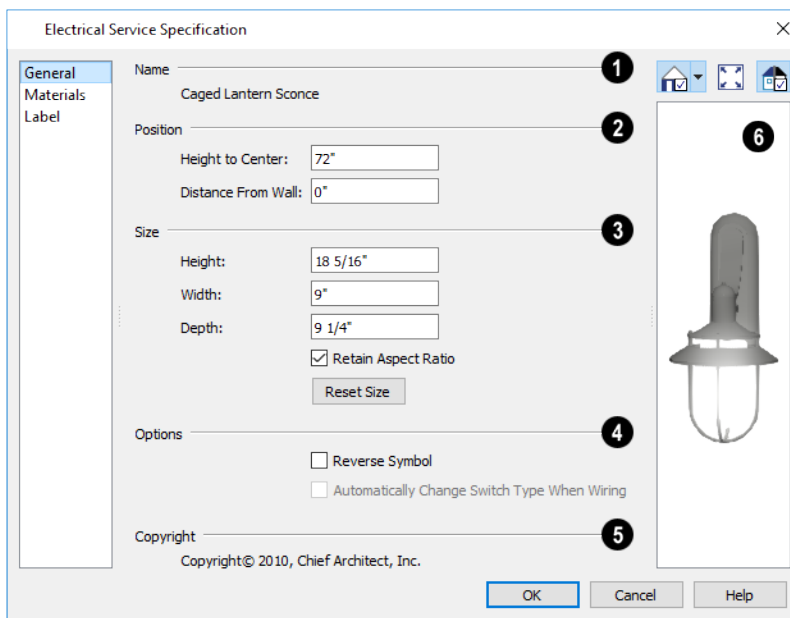 Electrical Service Specification
General
Materials
Label
Name 1
Caged Lantern Sconce
Position 2
Height to Center: 72"
Distance From Wall: 0"
Size 3
Height: 18 5/16"
Width: 9"
Depth: 9 1/4"
Retain Aspect Ratio
Reset Size
Options 4
Reverse Symbol
Automatically Change Switch Type When Wiring
Copyright 5
Copyright© 2010, Chief Architect, Inc.
6
OK Cancel Help